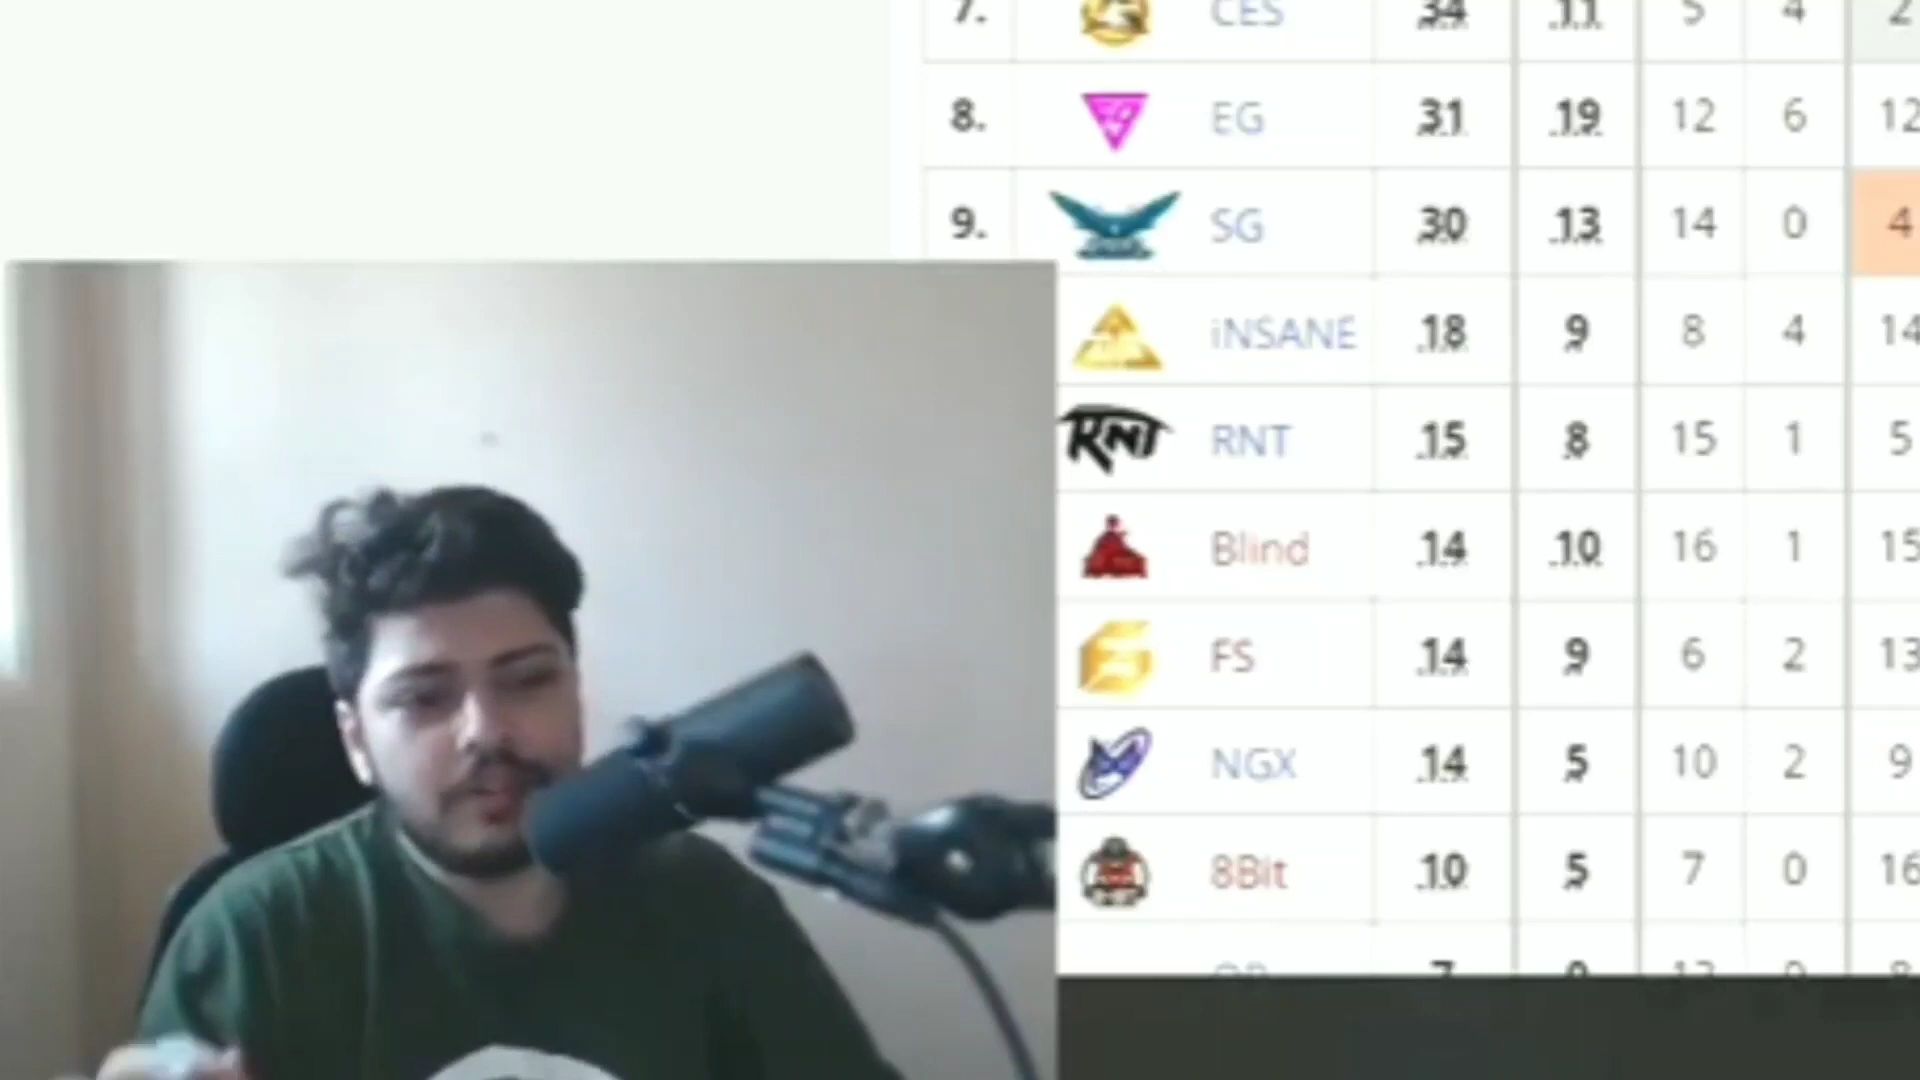 7. CES 34 11 5 4 2
8. EG 31 19 12 6 12
9. SG 30 13 14 0 4
iNSANE 18 9 8 4 14
RNT RNT 15 8 15 1 5
Blind 14 10 16 1 15
FS 14 9 6 2 13
NGX 14 5 10 2 9
8Bit 10 5 7 0 16